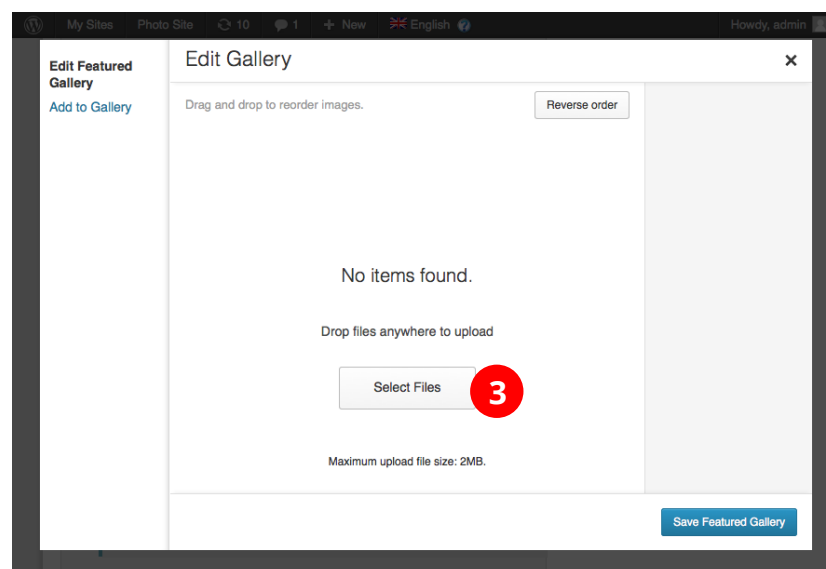 My Sites Photo Site 10 1 + New English Howdy, admin
Edit Featured
Gallery
Add to Gallery
Edit Gallery
Drag and drop to reorder images. Reverse order
No items found.
Drop files anywhere to upload
Select Files 3
Maximum upload file size: 2MB.
Save Featured Gallery